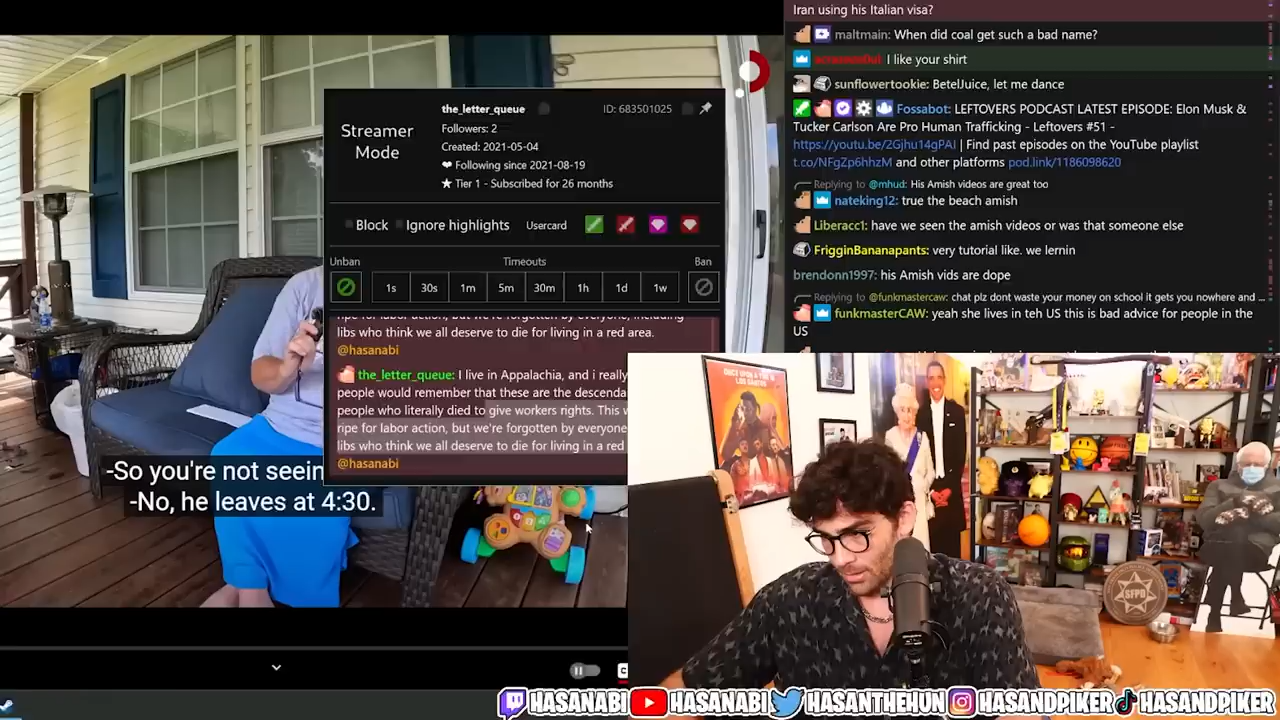 Iran using his Italian visa?
maltmain: When did coal get such a bad name?
I like your shirt
sunflowertookie: BetelJuice, let me dance
Fossabot: LEFTOVERS PODCAST LATEST EPISODE: Elon Musk &
Tucker Carlson Are Pro Human Trafficking - Leftovers #51 -
https://youtu.be/2Gjhu14gPAI | Find past episodes on the YouTube playlist
t.co/NFgZp6hhzM and other platforms pod.link/1186098620
Replying to @mhud: His Amish videos are great too
nateking12: true the beach amish
Liberacc1: have we seen the amish videos or was that someone else
FrigginBananapants: very tutorial like. we lernin
brendonn1997: his Amish vids are dope
Replying to @funkmastercaw: chat plz dont waste your money on school it gets you nowhere and ...
funkmasterCAW: yeah she lives in teh US this is bad advice for people in the
US
Streamer
Mode
the_letter_queue
ID: 683501025
Followers: 2
Created: 2021-05-04
Following since 2021-08-19
Tier 1 - Subscribed for 26 months
Block Ignore highlights Usercard
Unban Timeouts Ban
1s 30s 1m 5m 30m 1h 1d 1w
ripe for labor action, but we're forgotten by everyone, including
libs who think we all deserve to die for living in a red area.
@hasanabi
the_letter_queue: I live in Appalachia, and i really
people would remember that these are the descenda
people who literally died to give workers rights. This
ripe for labor action, but we're forgotten by everyone
libs who think we all deserve to die for living in a red
@hasanabi
-So you're not seein
-No, he leaves at 4:30.
ONCE UPON A TIME IN
LOS SANTOS
SFPD
HASANABI HASANABI HASANTHEHUN HASANDPIKER HASANDPIKER